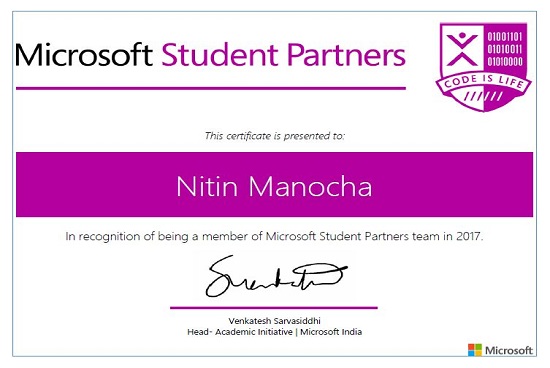 Microsoft Student Partners
01001101
01010011
01010000
CODE IS LIFE
This certificate is presented to:
Nitin Manocha
In recognition of being a member of Microsoft Student Partners team in 2017.
Venkatesh Sarvasiddhi
Head- Academic Initiative | Microsoft India
Microsoft